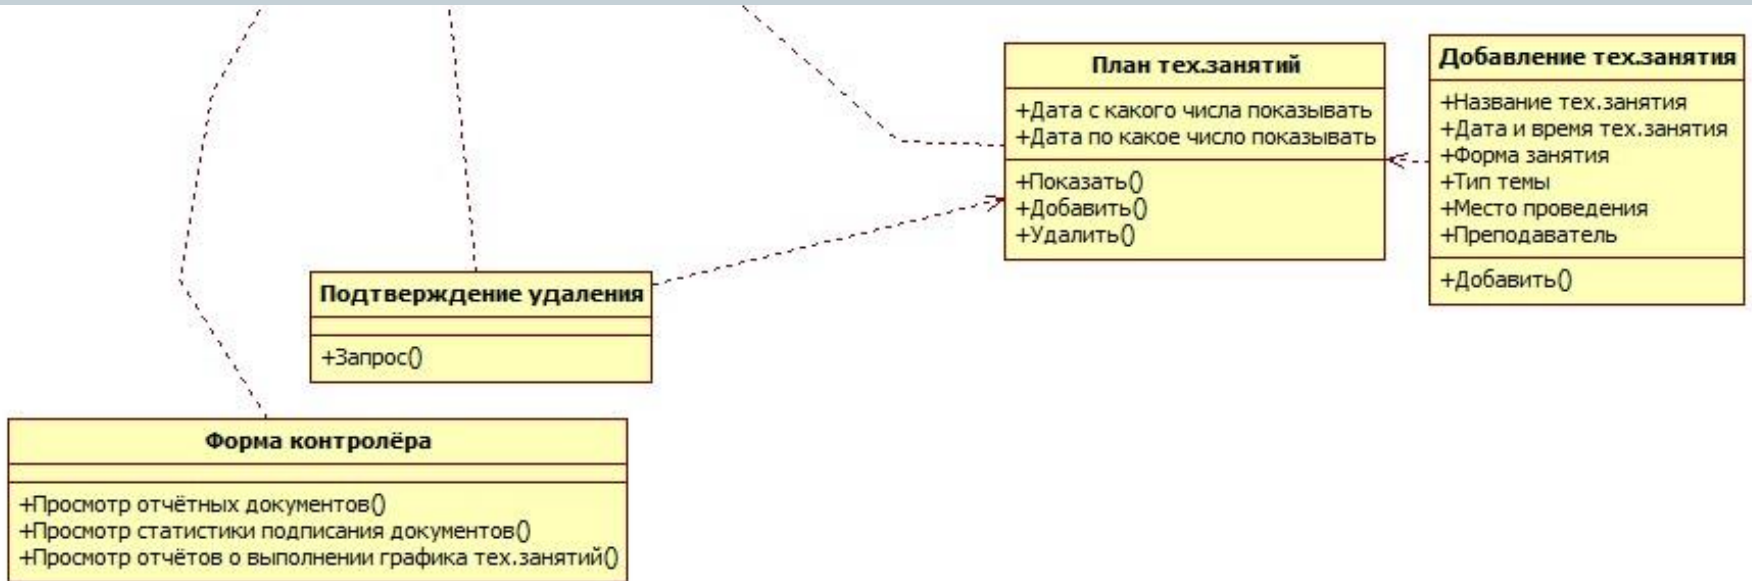 План тех.занятий
+Дата с какого числа показывать
+Дата по какое число показывать
+Показать()
+Добавить()
+Удалить()
Добавление тех.занятия
+Название тех.занятия
+Дата и время тех.занятия
+Форма занятия
+Тип темы
+Место проведения
+Преподаватель
+Добавить()
Подтверждение удаления
+Запрос()
Форма контролёра
+Просмотр отчётных документов()
+Просмотр статистики подписания документов()
+Просмотр отчётов о выполнении графика тех.занятий()